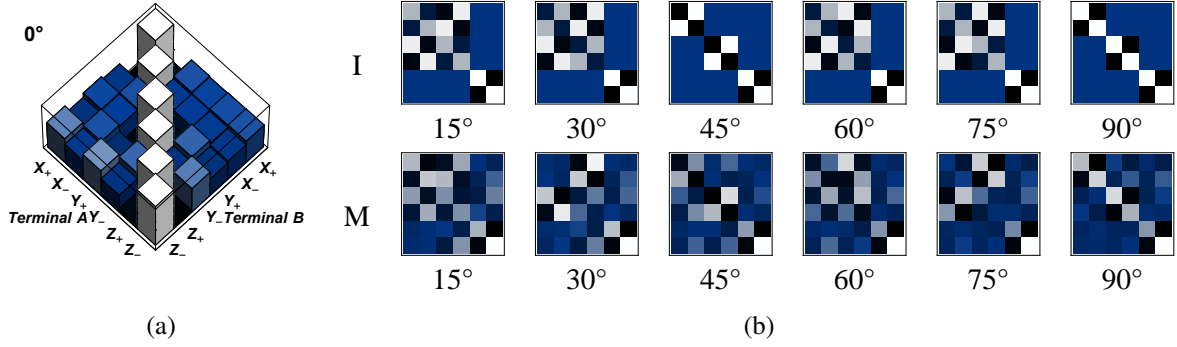 0°
X₊
X₋
Y₊
Y₋
Z₊
Z₋
Terminal A
X₊
X₋
Y₊
Y₋
Z₊
Z₋
Terminal B
(a)
I
15° 30° 45° 60° 75° 90°
M
15° 30° 45° 60° 75° 90°
(b)